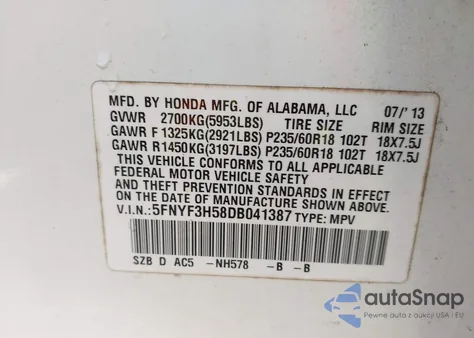 MFD. BY HONDA MFG. OF ALABAMA, LLC 07/' 13
GVWR 2700KG(5953LBS) TIRE SIZE RIM SIZE
GAWR F 1325KG(2921LBS) P235/60R18 102T 18X7.5J
GAWR R1450KG(3197LBS) P235/60R18 102T 18X7.5J
THIS VEHICLE CONFORMS TO ALL APPLICABLE
FEDERAL MOTOR VEHICLE SAFETY
AND THEFT PREVENTION STANDARDS IN EFFECT
ON THE DATE OF MANUFACTURE SHOWN ABOVE.
V.I.N.: 5FNYF3H58DB041387 TYPE: MPV
SZB D AC5 -NH578 -B -B
autoSnap
Pewne auta z aukcji USA i EU